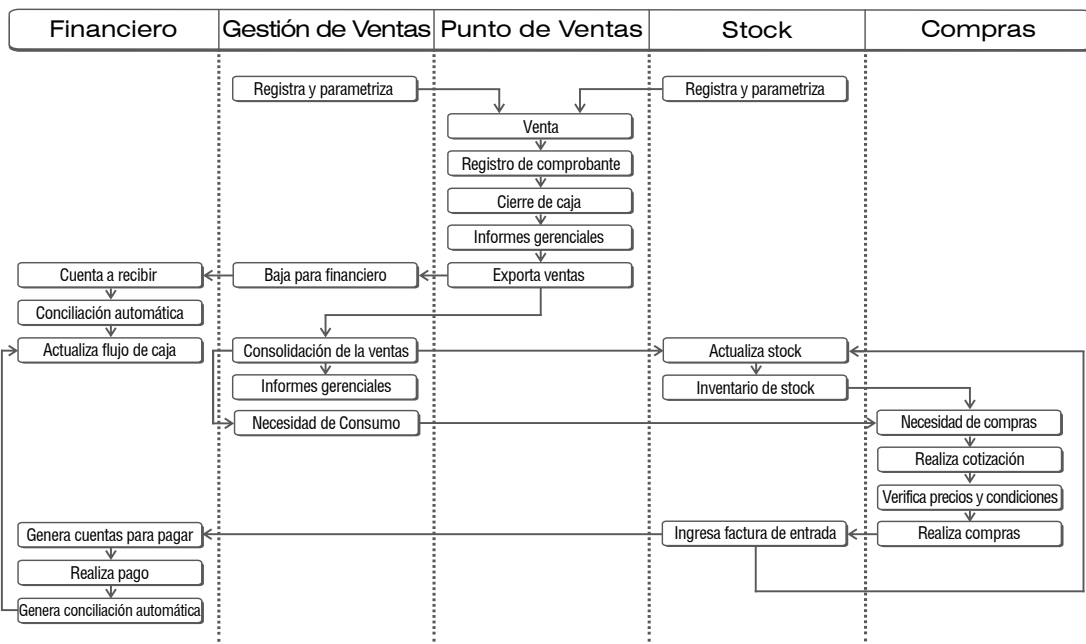 Financiero
Gestión de Ventas
Punto de Ventas
Stock
Compras
Registra y parametriza
Registra y parametriza
Venta
Registro de comprobante
Cierre de caja
Informes gerenciales
Cuenta a recibir
Baja para financiero
Exporta ventas
Conciliación automática
Actualiza flujo de caja
Consolidación de la ventas
Actualiza stock
Informes gerenciales
Inventario de stock
Necesidad de Consumo
Necesidad de compras
Realiza cotización
Verifica precios y condiciones
Genera cuentas para pagar
Ingresa factura de entrada
Realiza compras
Realiza pago
Genera conciliación automática